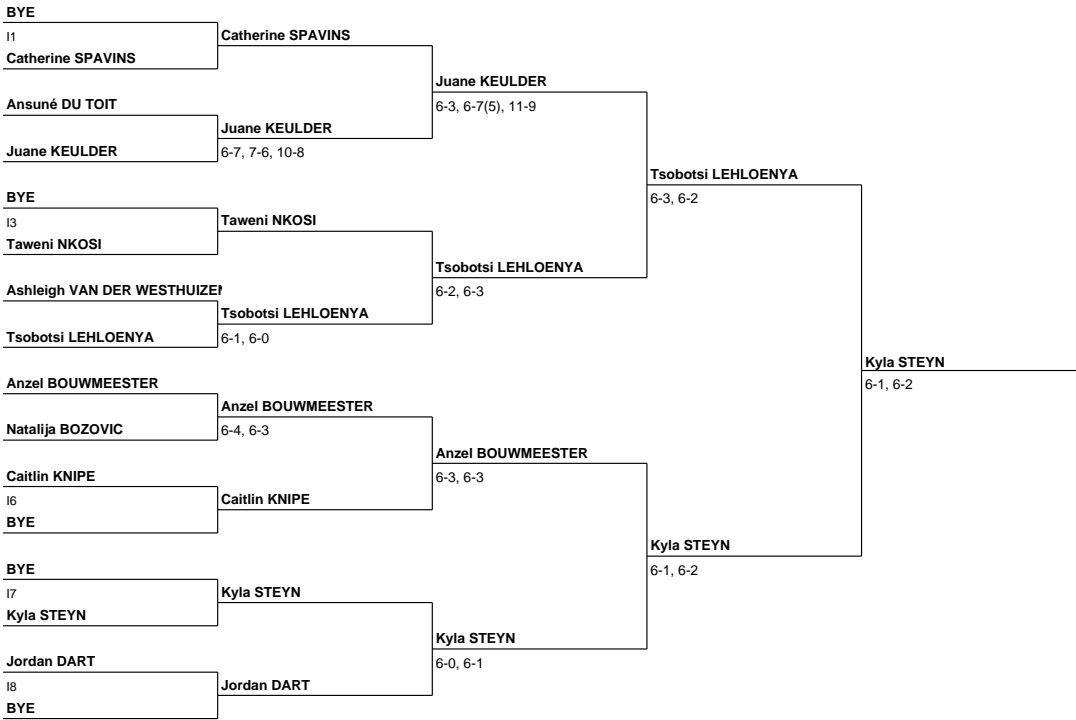 BYE
I1
Catherine SPAVINS
Catherine SPAVINS
Juane KEULDER
6-3, 6-7(5), 11-9
Ansuné DU TOIT
Juane KEULDER
Juane KEULDER
6-7, 7-6, 10-8
Tsobotsi LEHLOENYA
6-3, 6-2
BYE
I3
Taweni NKOSI
Taweni NKOSI
Tsobotsi LEHLOENYA
6-2, 6-3
Ashleigh VAN DER WESTHUIZEN
Tsobotsi LEHLOENYA
Tsobotsi LEHLOENYA
6-1, 6-0
Kyla STEYN
6-1, 6-2
Anzel BOUWMEESTER
Natalija BOZOVIC
Anzel BOUWMEESTER
6-4, 6-3
Anzel BOUWMEESTER
6-3, 6-3
Caitlin KNIPE
I6
BYE
Caitlin KNIPE
Kyla STEYN
6-1, 6-2
BYE
I7
Kyla STEYN
Kyla STEYN
Kyla STEYN
6-0, 6-1
Jordan DART
I8
BYE
Jordan DART